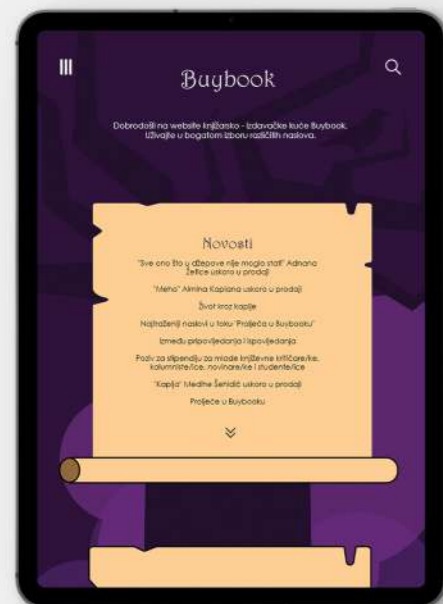 Buybook
Dobrodošli na website knjižarsko - izdavačke kuće Buybook.
Uživajte u bogatom izboru različitih naslova.
Novosti
"Sve ono što u džepove nije moglo stati" Adnana
Žetice uskoro u prodaji
"Meho" Almina Kaplana uskoro u prodaji
Život kroz kapije
Najtraženiji naslovi u toku "Proljeća u Buybooku"
Između pripovijedanja i ispovijedanja
Poziv za stipendiju za mlade književne kritičare/ke,
kolumniste/ice, novinare/ke i studente/ice
"Kapija" Medihe Šehidić uskoro u prodaji
Proljeće u Buybooku